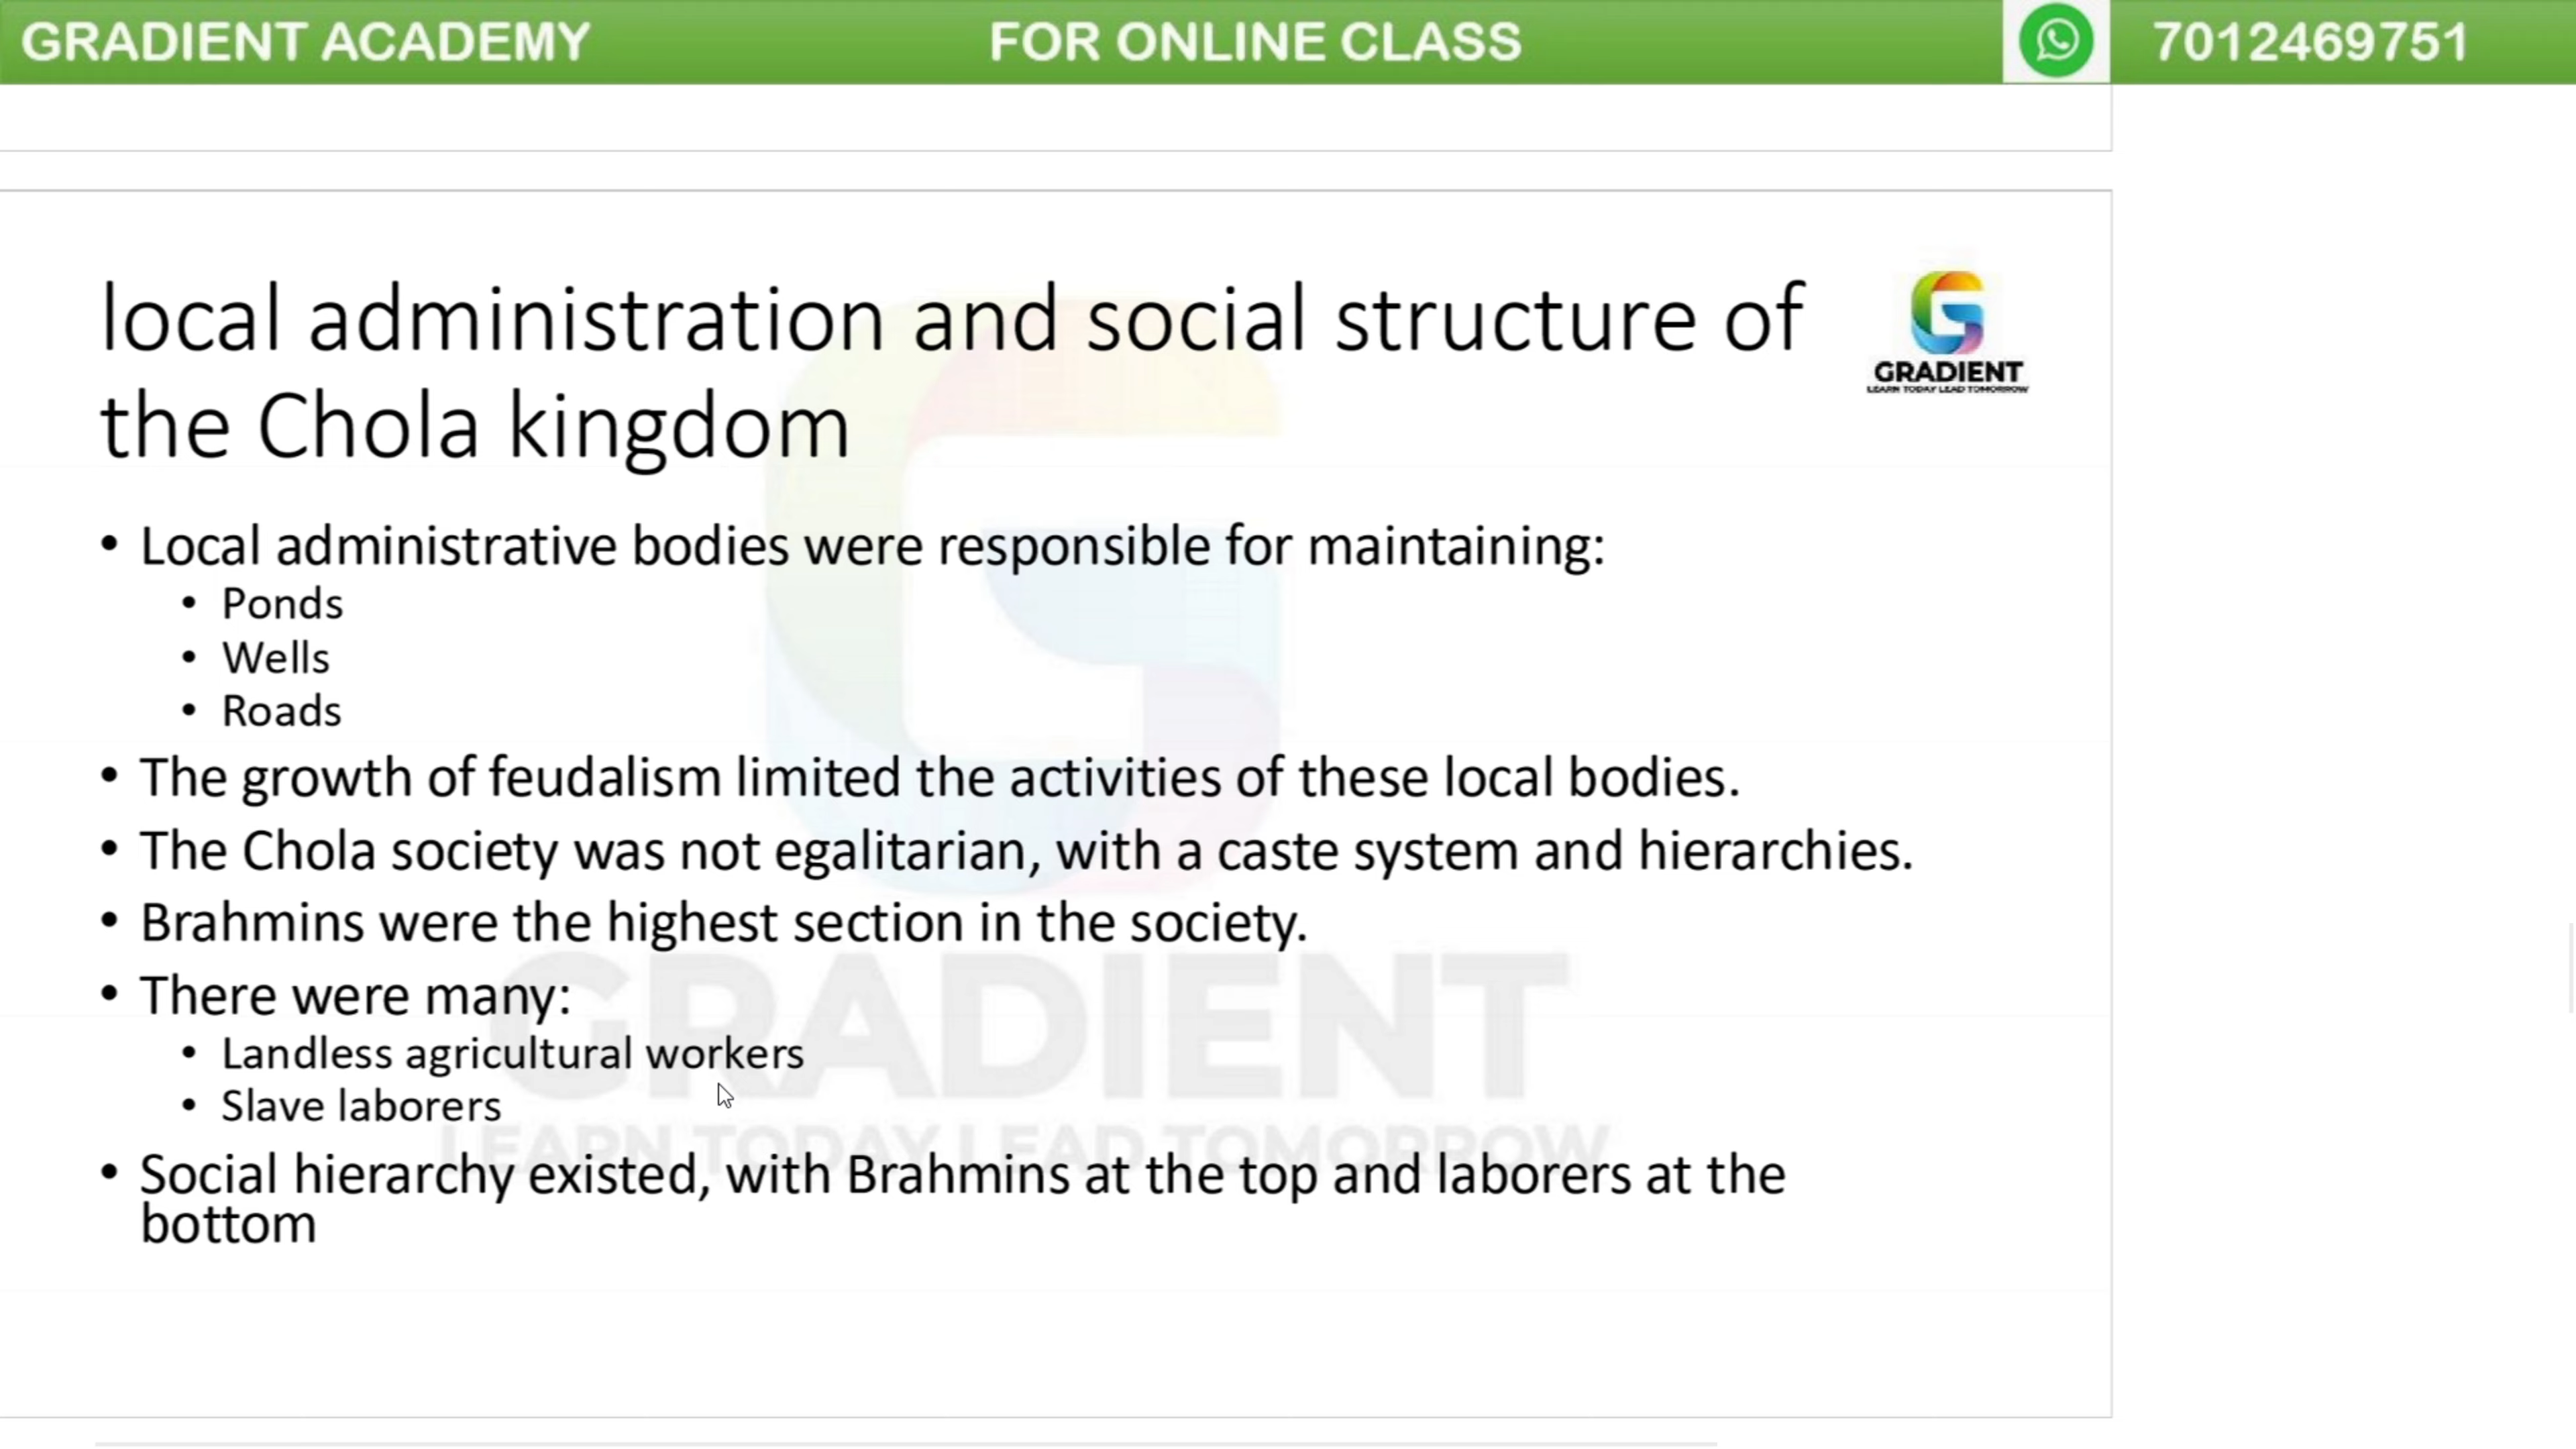 GRADIENT ACADEMY FOR ONLINE CLASS 7012469751
local administration and social structure of
the Chola kingdom
GRADIENT
LEARN TODAY LEAD TOMORROW
• Local administrative bodies were responsible for maintaining:
• Ponds
• Wells
• Roads
• The growth of feudalism limited the activities of these local bodies.
• The Chola society was not egalitarian, with a caste system and hierarchies.
• Brahmins were the highest section in the society.
• There were many:
• Landless agricultural workers
• Slave laborers
• Social hierarchy existed, with Brahmins at the top and laborers at the
bottom
GRADIENT
LEARN TODAY LEAD TOMORROW